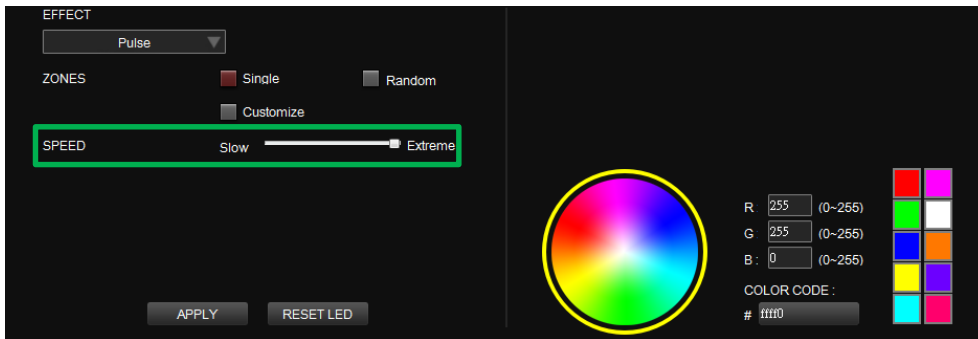 EFFECT
Pulse
ZONES Single Random
Customize
SPEED Slow Extreme
APPLY RESET LED
R 255 (0~255)
G 255 (0~255)
B : 0 (0~255)
COLOR CODE :
# ffff0